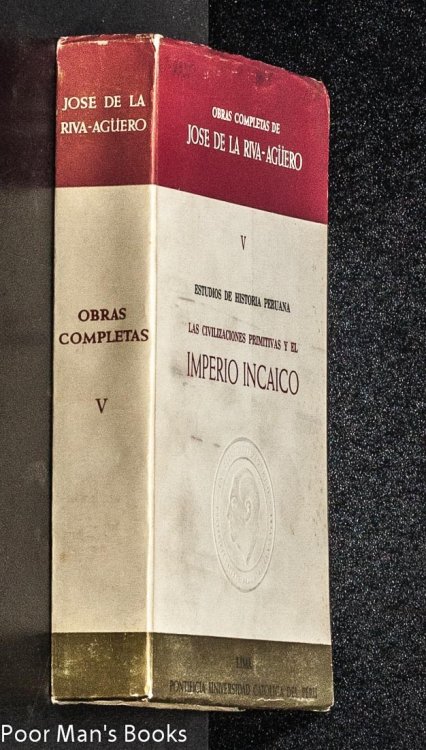 JOSE DE LA
RIVA-AGÜERO
OBRAS
COMPLETAS
V
OBRAS COMPLETAS DE
JOSE DE LA RIVA-AGÜERO
V
ESTUDIOS DE HISTORIA PERUANA
LAS CIVILIZACIONES PRIMITIVAS Y EL
IMPERIO INCAICO
LIMA
PONTIFICIA UNIVERSIDAD CATOLICA DEL PERU
Poor Man's Books